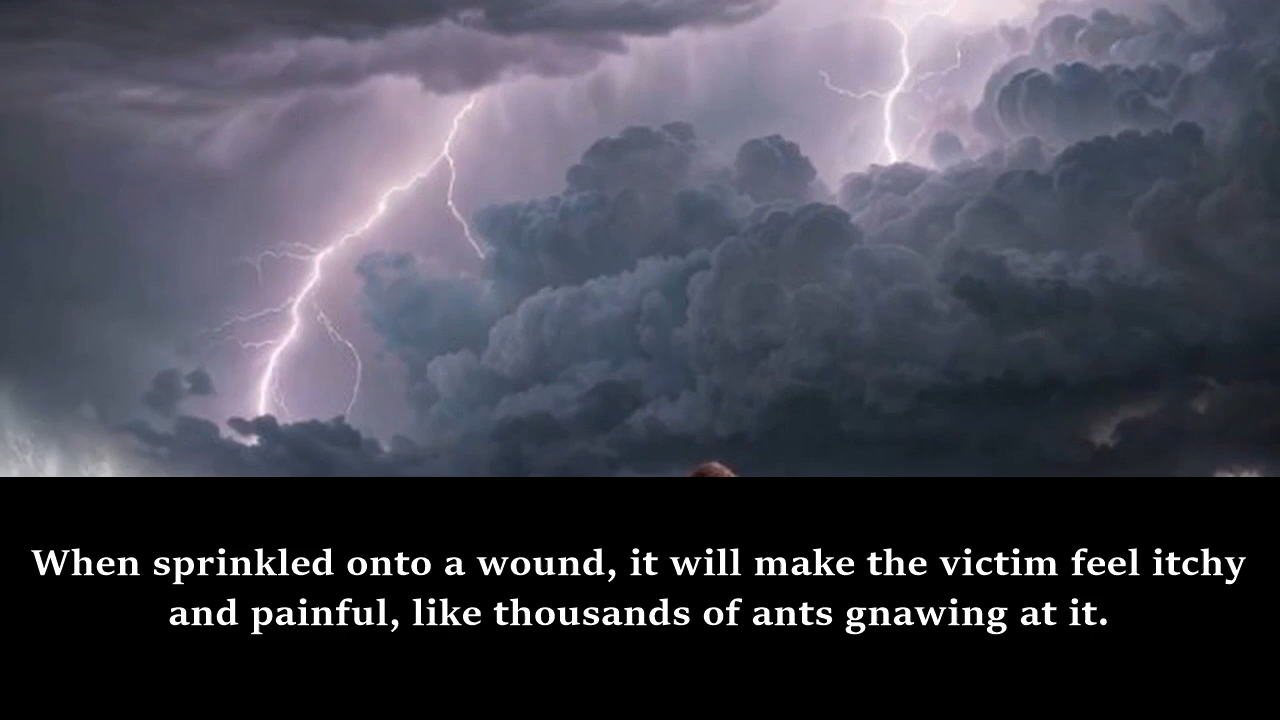 When sprinkled onto a wound, it will make the victim feel itchy
and painful, like thousands of ants gnawing at it.